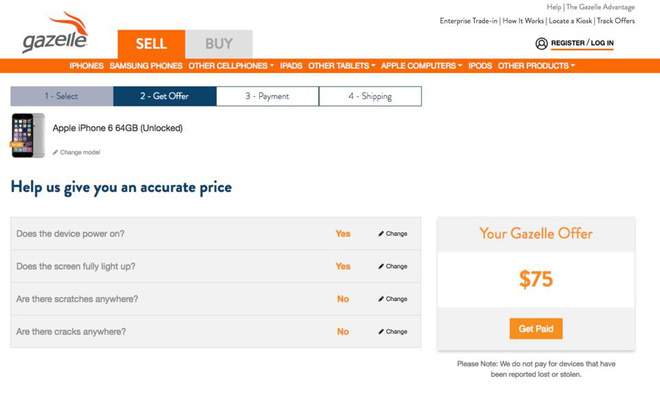 Help | The Gazelle Advantage
Enterprise Trade-in | How It Works | Locate a Kiosk | Track Offers
gazelle
SELL
BUY
REGISTER / LOG IN
IPHONES SAMSUNG PHONES OTHER CELLPHONES IPADS OTHER TABLETS APPLE COMPUTERS IPODS OTHER PRODUCTS
1 - Select
2 - Get Offer
3 - Payment
4 - Shipping
Apple iPhone 6 64GB (Unlocked)
Change model
Help us give you an accurate price
Does the device power on? Yes Change
Does the screen fully light up? Yes Change
Are there scratches anywhere? No Change
Are there cracks anywhere? No Change
Your Gazelle Offer
$75
Get Paid
Please Note: We do not pay for devices that have
been reported lost or stolen.